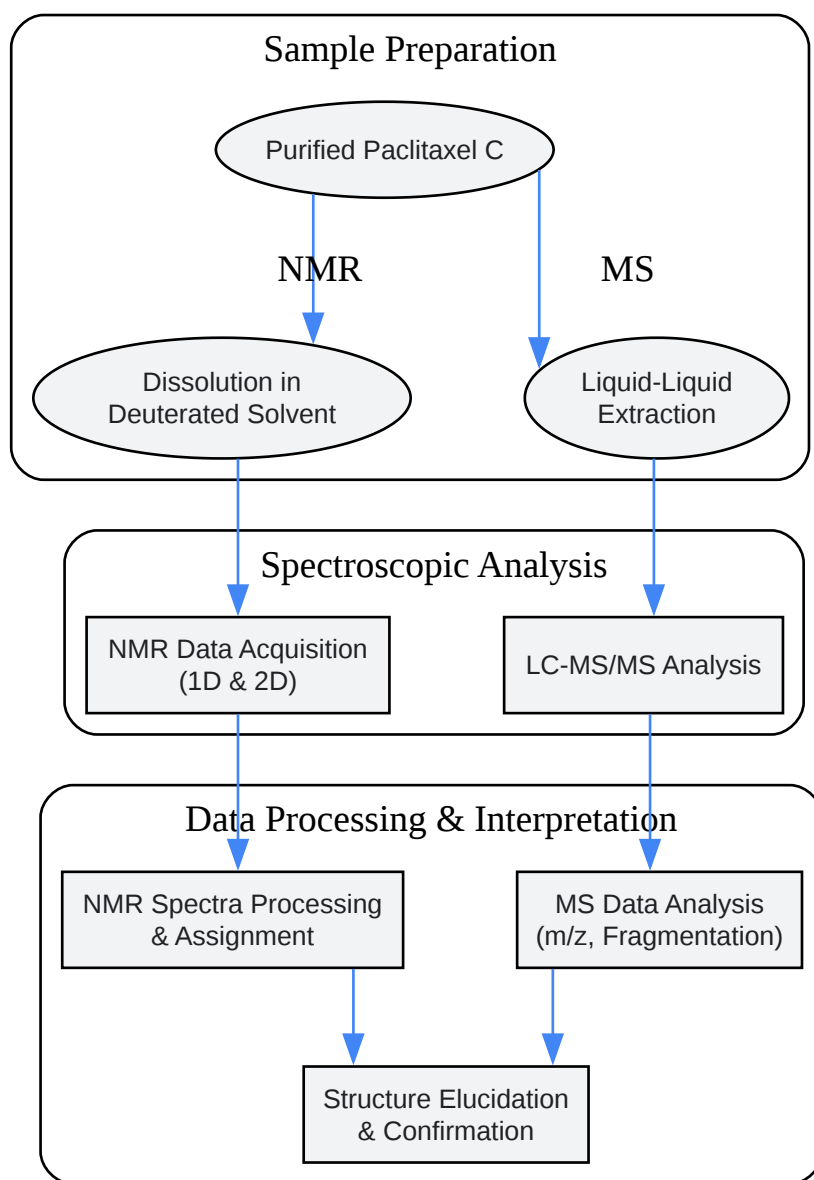 Sample Preparation
Purified Paclitaxel C
NMR
MS
Dissolution in
Deuterated Solvent
Liquid-Liquid
Extraction
Spectroscopic Analysis
NMR Data Acquisition
(1D & 2D)
LC-MS/MS Analysis
Data Processing & Interpretation
NMR Spectra Processing
& Assignment
MS Data Analysis
(m/z, Fragmentation)
Structure Elucidation
& Confirmation